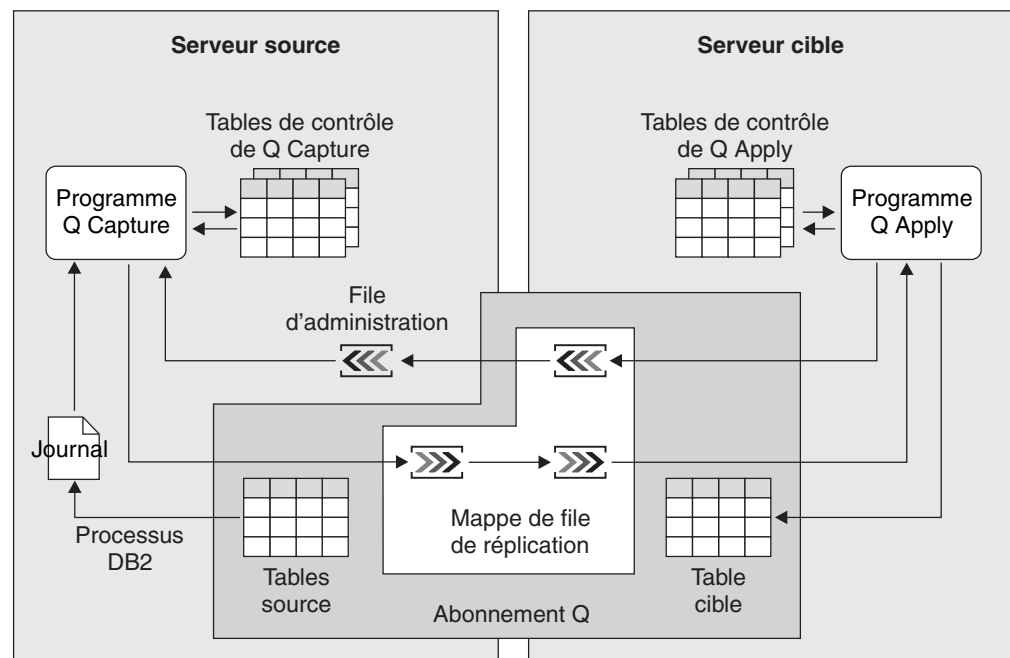 Serveur source
Serveur cible
Tables de contrôle
de Q Capture
Tables de contrôle
de Q Apply
Programme
Q Capture
Programme
Q Apply
File
d'administration
Journal
Processus
DB2
Tables
source
Mappe de file
de réplication
Table
cible
Abonnement Q